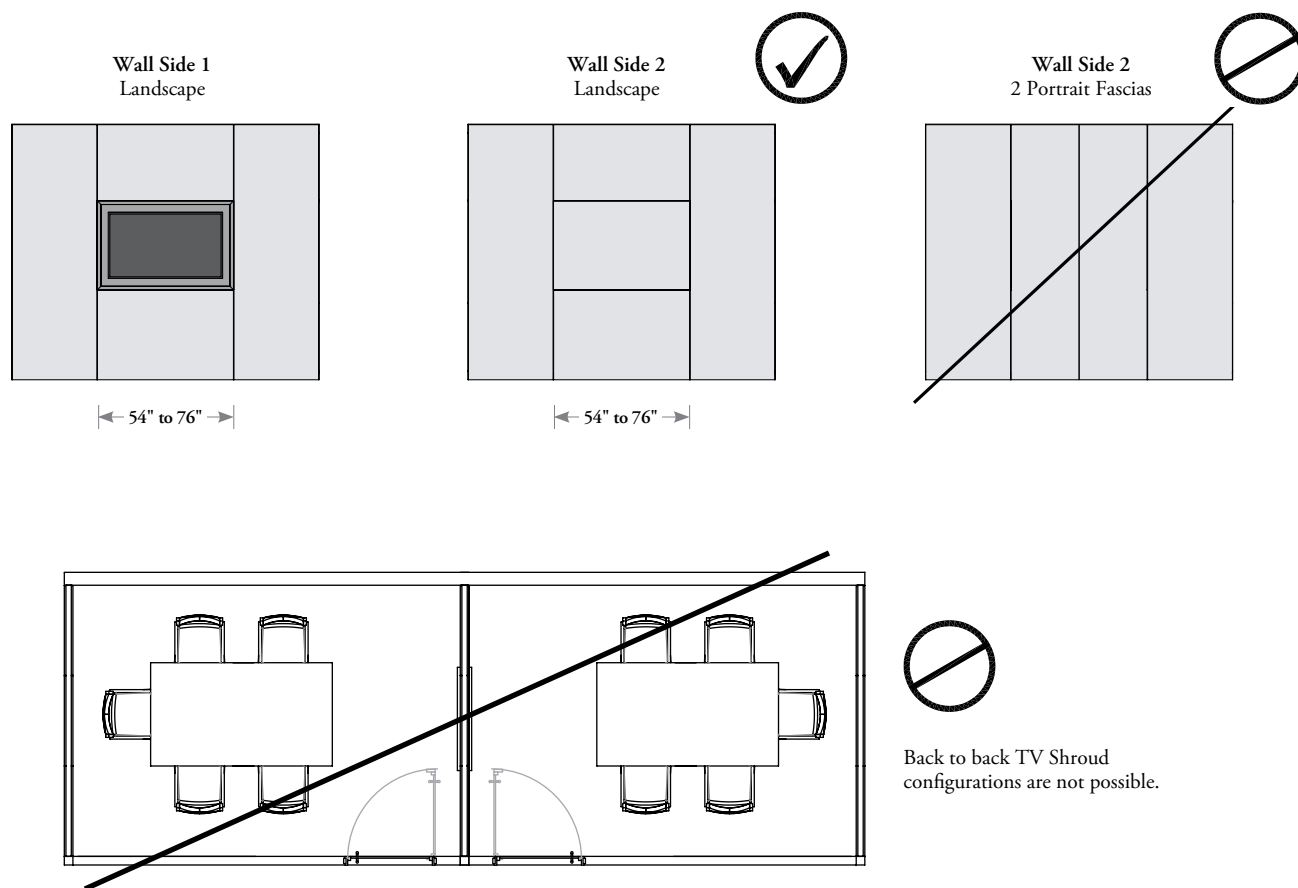 Wall Side 1
Landscape
Wall Side 2
Landscape
Wall Side 2
2 Portrait Fascias
54" to 76"
54" to 76"
Back to back TV Shroud
configurations are not possible.